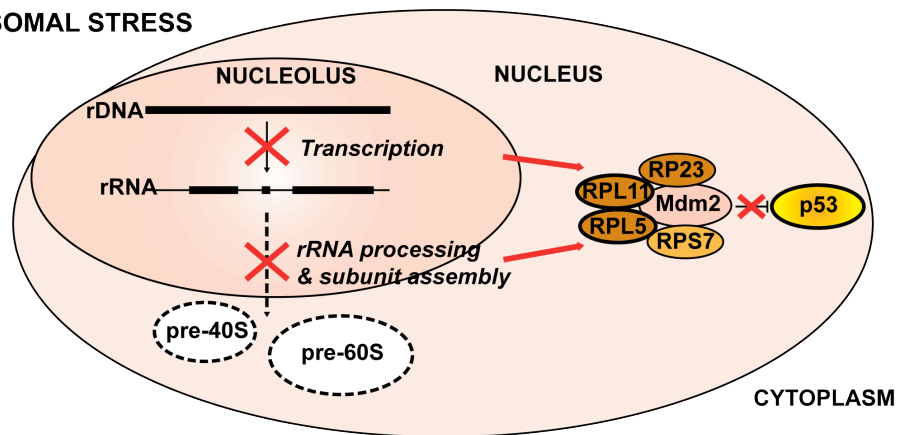 SOMAL STRESS
NUCLEOLUS
NUCLEUS
rDNA
Transcription
rRNA
RP23
RPL11
Mdm2
p53
RPL5
RPS7
rRNA processing
& subunit assembly
pre-40S
pre-60S
CYTOPLASM